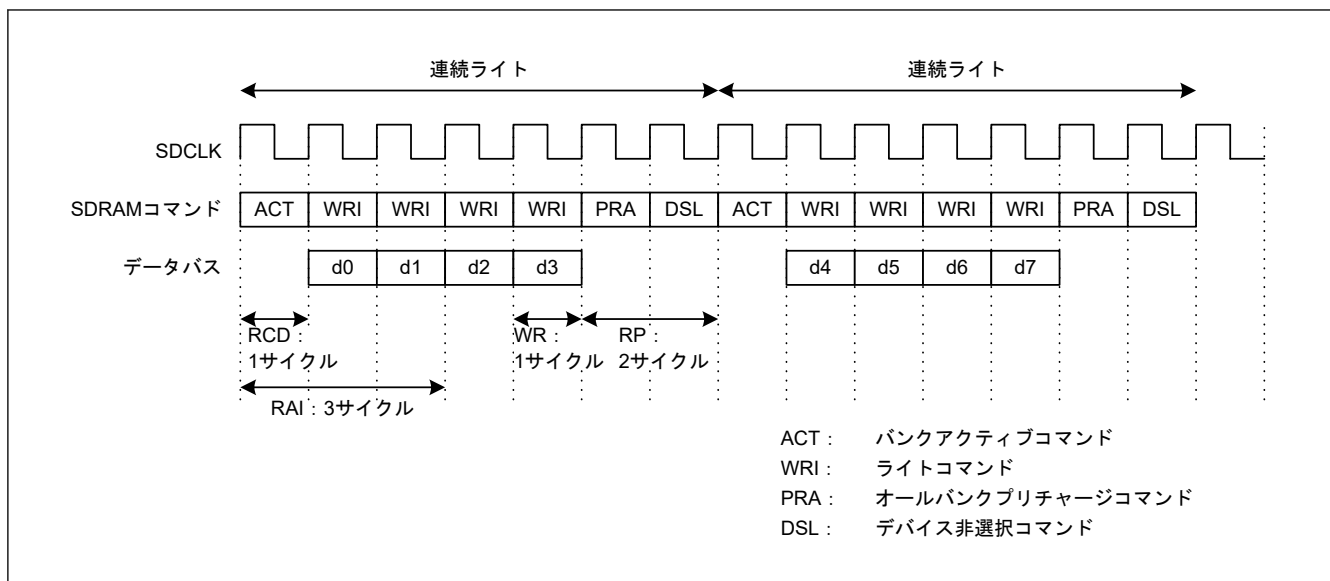 連続ライト 連続ライト
SDCLK
SDRAMコマンド ACT WRI WRI WRI WRI PRA DSL ACT WRI WRI WRI WRI PRA DSL
データバス d0 d1 d2 d3 d4 d5 d6 d7
RCD： WR： RP：
1サイクル 1サイクル 2サイクル
RAI：3サイクル
ACT： バンクアクティブコマンド
WRI： ライトコマンド
PRA： オールバンクプリチャージコマンド
DSL： デバイス非選択コマンド